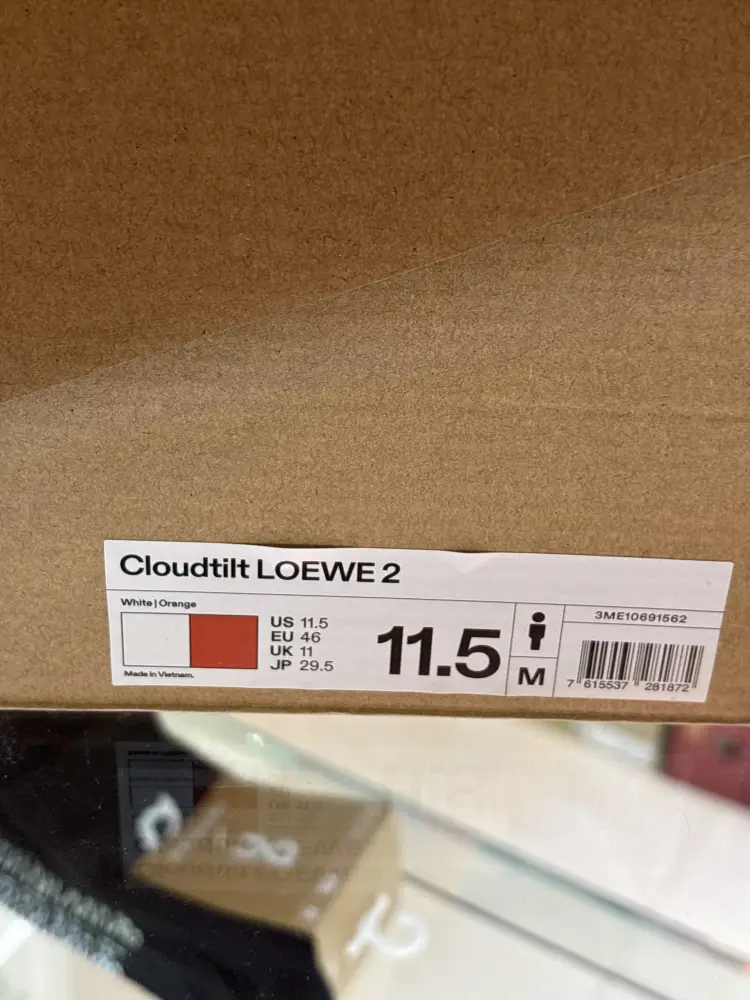 Cloudtilt LOEWE 2
White | Orange
US 11.5
EU 46
UK 11
JP 29.5
Made in Vietnam.
11.5
M
3ME10691562
7 615537 281872